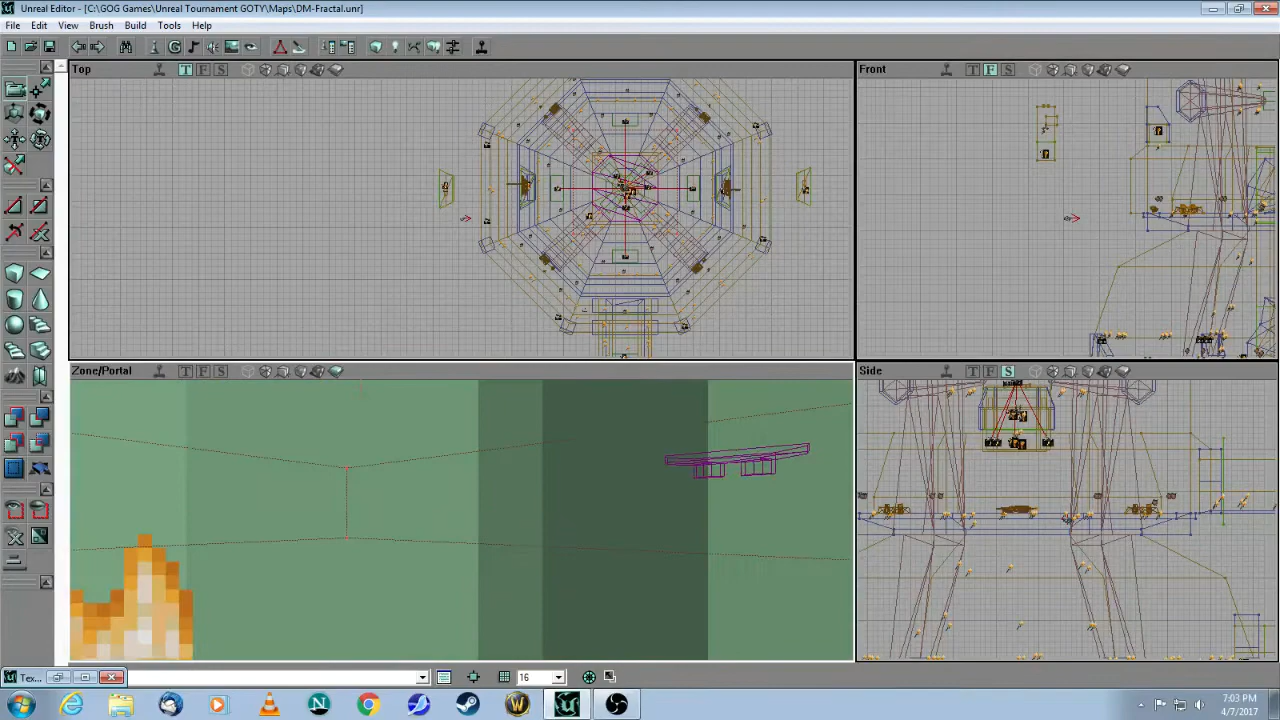 Unreal Editor - [C:\GOG Games\Unreal Tournament GOTY\Maps\DM-Fractal.unr]
File Edit View Brush Build Tools Help
Top T F S
Front T F S
Zone/Portal T F S
Side T F S
Tex...
16
7:03 PM
4/7/2017